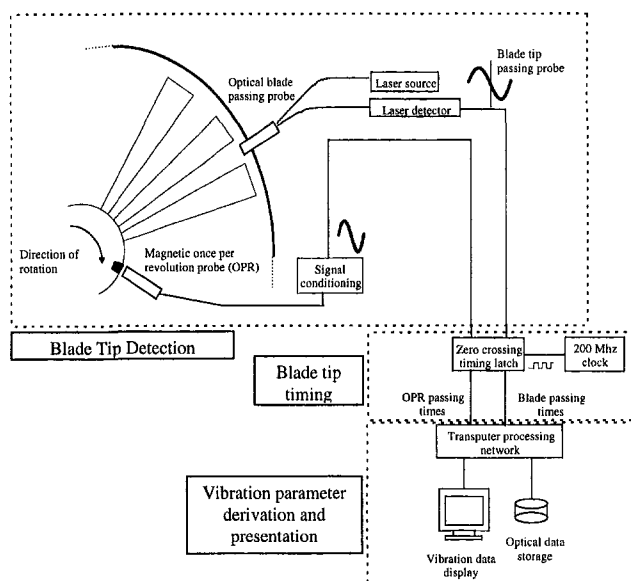 Optical blade
passing probe
Laser source
Laser detector
Blade tip
passing probe
Direction of
rotation
Magnetic once per
revolution probe (OPR)
Signal
conditioning
Blade Tip Detection
Blade tip
timing
Zero crossing
timing latch
200 Mhz
clock
OPR passing
times
Blade passing
times
Transputer processing
network
Vibration parameter
derivation and
presentation
Vibration data
display
Optical data
storage